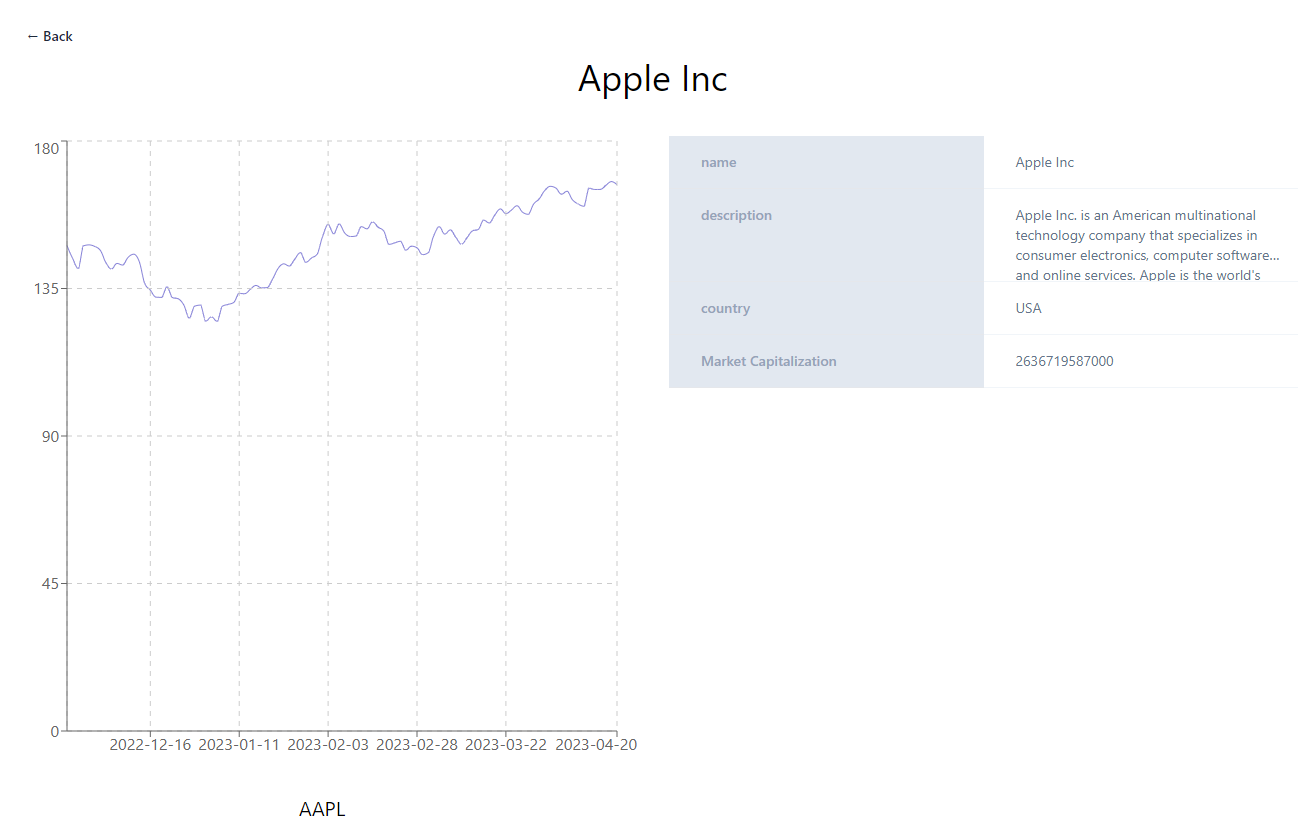 ← Back
Apple Inc
180
135
90
45
0
2022-12-16 2023-01-11 2023-02-03 2023-02-28 2023-03-22 2023-04-20
AAPL
name Apple Inc
description Apple Inc. is an American multinational
technology company that specializes in
consumer electronics, computer software...
and online services. Apple is the world's
country USA
Market Capitalization 2636719587000